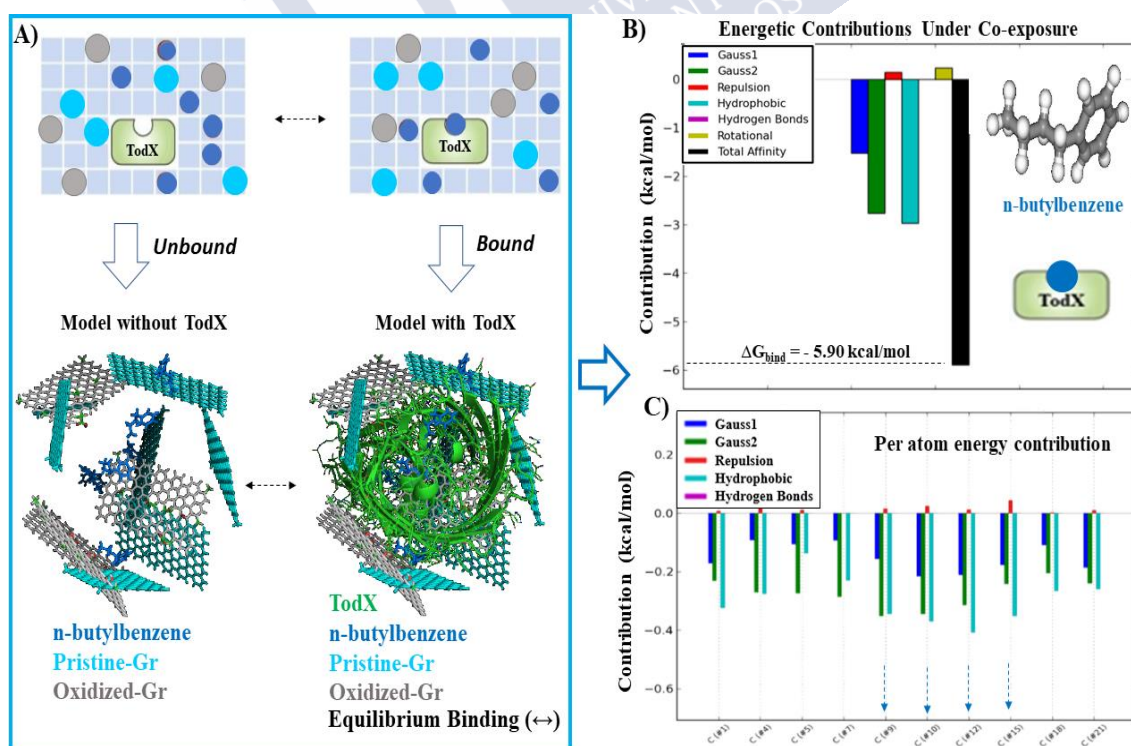 A)
TodX
TodX
Unbound
Bound
Model without TodX
Model with TodX
n-butylbenzene
Pristine-Gr
Oxidized-Gr
TodX
n-butylbenzene
Pristine-Gr
Oxidized-Gr
Equilibrium Binding (↔)
B)
Energetic Contributions Under Co-exposure
Gauss1
Gauss2
Repulsion
Hydrophobic
Hydrogen Bonds
Rotational
Total Affinity
Contribution (kcal/mol)
0
−1
−2
−3
−4
−5
−6
n-butylbenzene
TodX
ΔGbind = - 5.90 kcal/mol
C)
Per atom energy contribution
Gauss1
Gauss2
Repulsion
Hydrophobic
Hydrogen Bonds
Contribution (kcal/mol)
0.2
0.0
−0.2
−0.4
−0.6
C (#1)
C (#4)
C (#5)
C (#7)
C (#9)
C (#10)
C (#12)
C (#15)
C (#18)
C (#21)